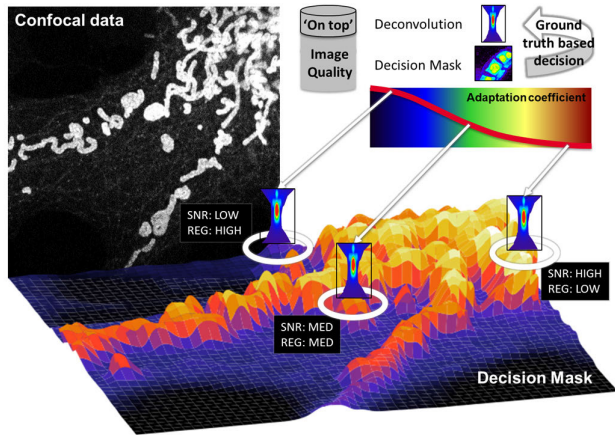 Confocal data
'On top'
Image
Quality
Deconvolution
Decision Mask
Ground
truth based
decision
Adaptation coefficient
SNR: LOW
REG: HIGH
SNR: MED
REG: MED
SNR: HIGH
REG: LOW
Decision Mask